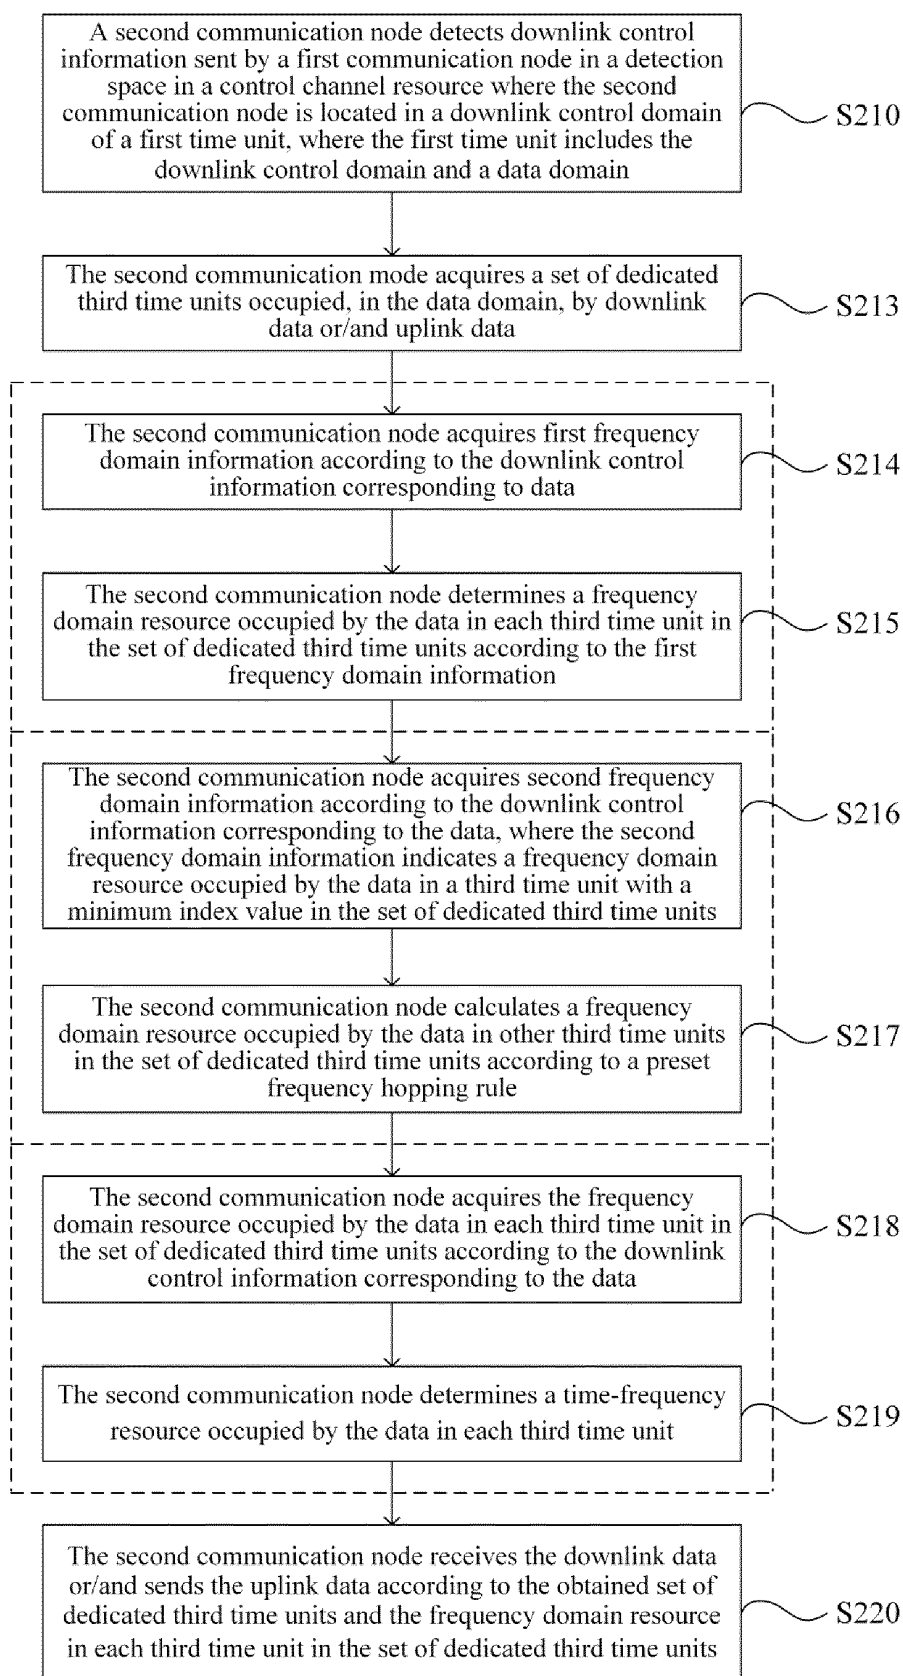 A second communication node detects downlink control
information sent by a first communication node in a detection
space in a control channel resource where the second
communication node is located in a downlink control domain
of a first time unit, where the first time unit includes the
downlink control domain and a data domain
S210
The second communication mode acquires a set of dedicated
third time units occupied, in the data domain, by downlink
data or/and uplink data
S213
The second communication node acquires first frequency
domain information according to the downlink control
information corresponding to data
S214
The second communication node determines a frequency
domain resource occupied by the data in each third time unit in
the set of dedicated third time units according to the first
frequency domain information
S215
The second communication node acquires second frequency
domain information according to the downlink control
information corresponding to the data, where the second
frequency domain information indicates a frequency domain
resource occupied by the data in a third time unit with a
minimum index value in the set of dedicated third time units
S216
The second communication node calculates a frequency
domain resource occupied by the data in other third time units
in the set of dedicated third time units according to a preset
frequency hopping rule
S217
The second communication node acquires the frequency
domain resource occupied by the data in each third time unit in
the set of dedicated third time units according to the downlink
control information corresponding to the data
S218
The second communication node determines a time-frequency
resource occupied by the data in each third time unit
S219
The second communication node receives the downlink data
or/and sends the uplink data according to the obtained set of
dedicated third time units and the frequency domain resource
in each third time unit in the set of dedicated third time units
S220